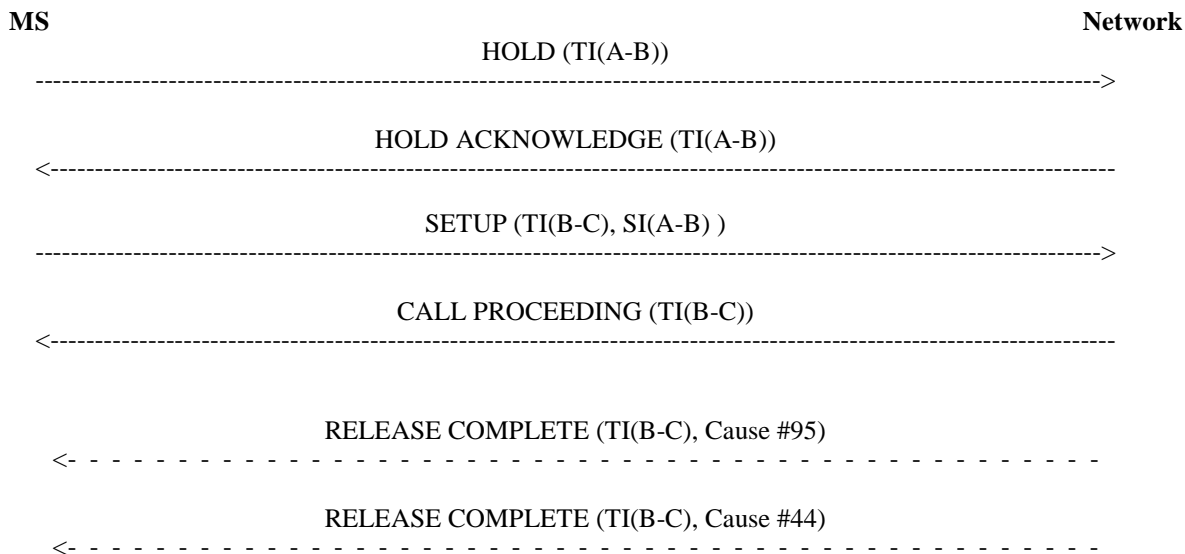 MS Network
HOLD (TI(A-B))
HOLD ACKNOWLEDGE (TI(A-B))
SETUP (TI(B-C), SI(A-B) )
CALL PROCEEDING (TI(B-C))
RELEASE COMPLETE (TI(B-C), Cause #95)
RELEASE COMPLETE (TI(B-C), Cause #44)